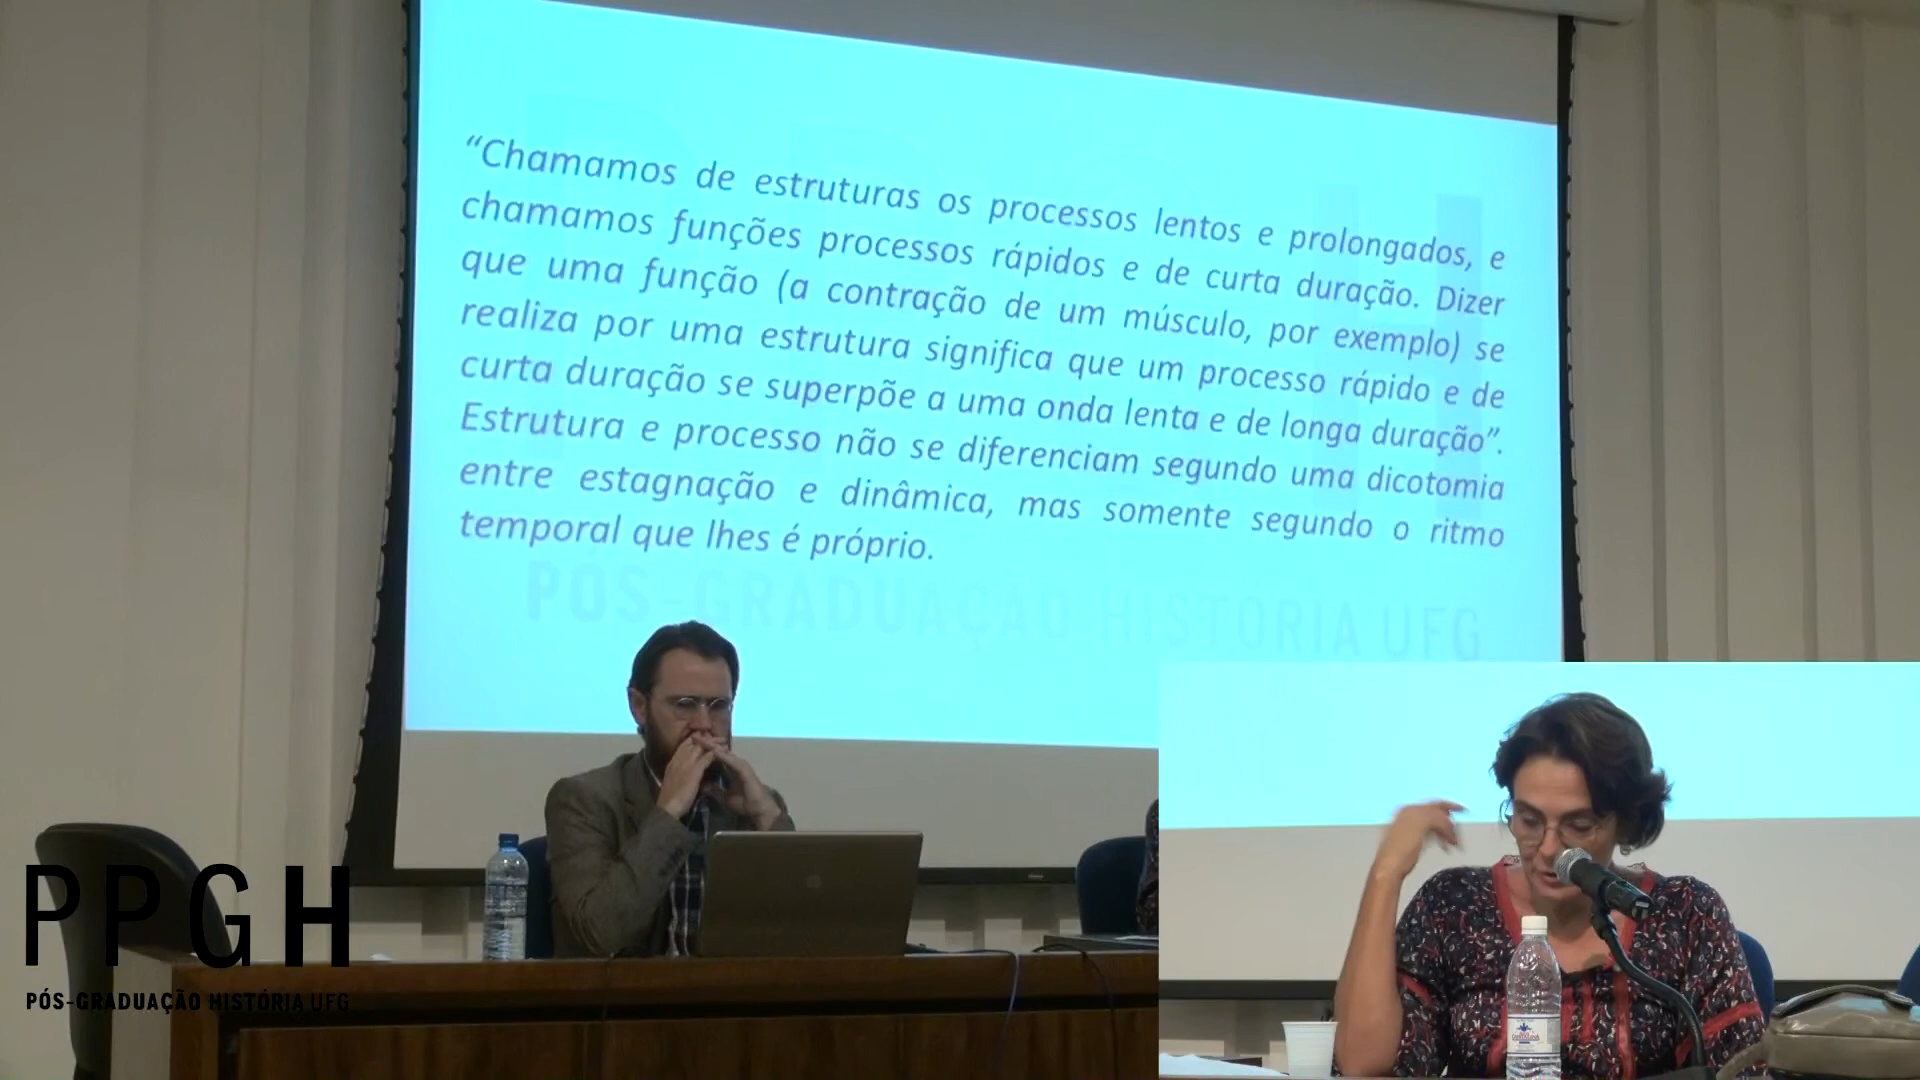 “Chamamos de estruturas os processos lentos e prolongados, e
chamamos funções processos rápidos e de curta duração. Dizer
que uma função (a contração de um músculo, por exemplo) se
realiza por uma estrutura significa que um processo rápido e de
curta duração se superpõe a uma onda lenta e de longa duração”.
Estrutura e processo não se diferenciam segundo uma dicotomia
entre estagnação e dinâmica, mas somente segundo o ritmo
temporal que lhes é próprio.
PÓS-GRADUAÇÃO HISTÓRIA UFG
PPGH
PÓS-GRADUAÇÃO HISTÓRIA UFG